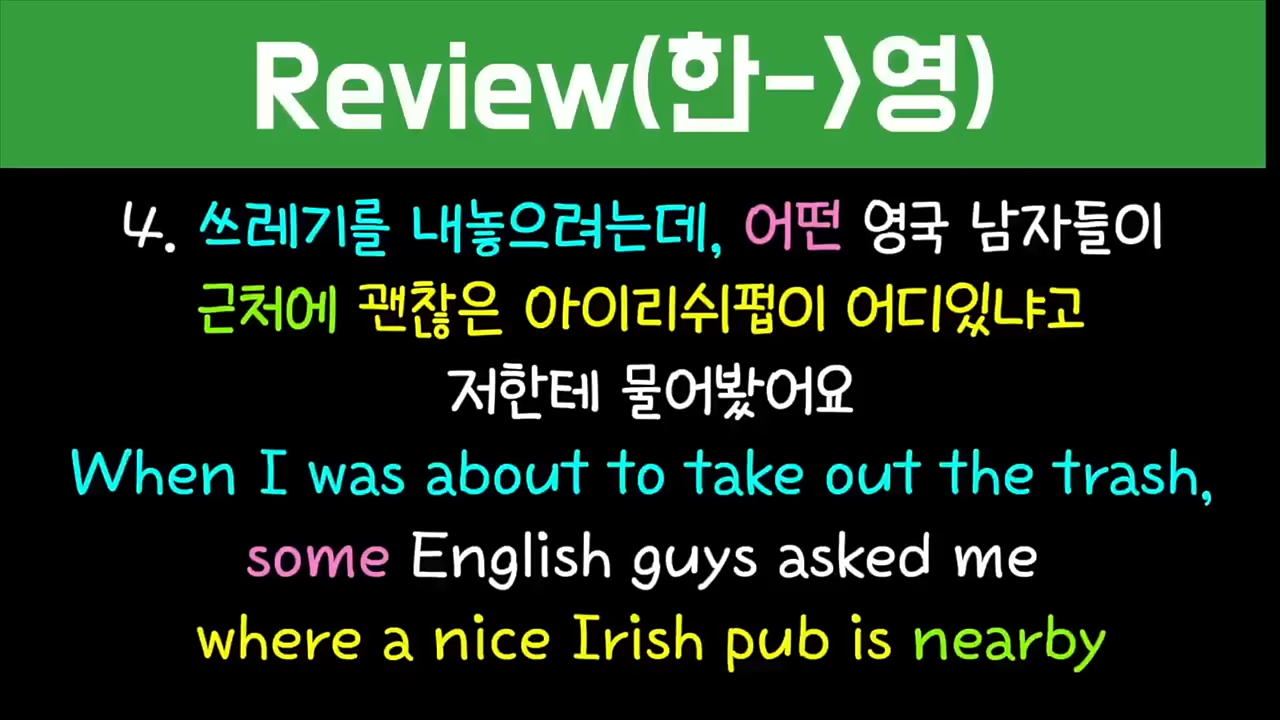 Review(한->영)
4. 쓰레기를 내놓으려는데, 어떤 영국 남자들이
근처에 괜찮은 아이리쉬펍이 어디있냐고
저한테 물어봤어요
When I was about to take out the trash,
some English guys asked me
where a nice Irish pub is nearby